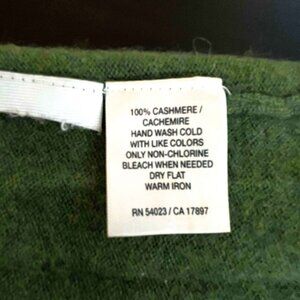 100% CASHMERE /
CACHEMIRE
HAND WASH COLD
WITH LIKE COLORS
ONLY NON-CHLORINE
BLEACH WHEN NEEDED
DRY FLAT
WARM IRON
RN 54023 / CA 17897